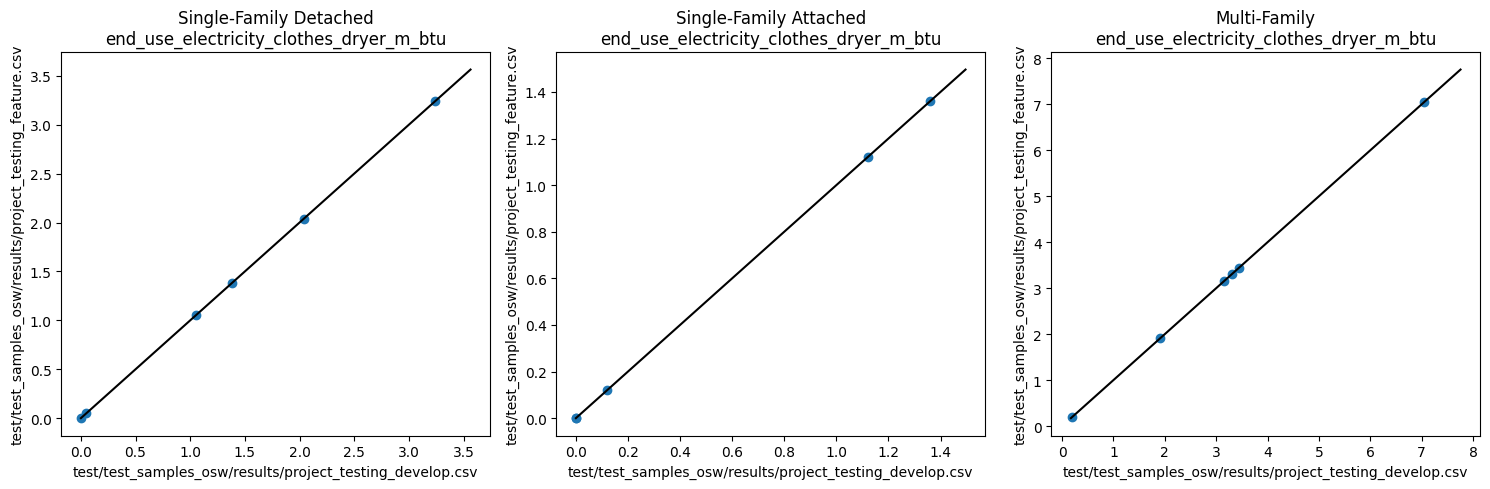 Single-Family Detached
end_use_electricity_clothes_dryer_m_btu
test/test_samples_osw/results/project_testing_feature.csv
3.5
3.0
2.5
2.0
1.5
1.0
0.5
0.0
0.0 0.5 1.0 1.5 2.0 2.5 3.0 3.5
test/test_samples_osw/results/project_testing_develop.csv
Single-Family Attached
end_use_electricity_clothes_dryer_m_btu
test/test_samples_osw/results/project_testing_feature.csv
1.4
1.2
1.0
0.8
0.6
0.4
0.2
0.0
0.0 0.2 0.4 0.6 0.8 1.0 1.2 1.4
test/test_samples_osw/results/project_testing_develop.csv
Multi-Family
end_use_electricity_clothes_dryer_m_btu
test/test_samples_osw/results/project_testing_feature.csv
8
7
6
5
4
3
2
1
0
0 1 2 3 4 5 6 7 8
test/test_samples_osw/results/project_testing_develop.csv